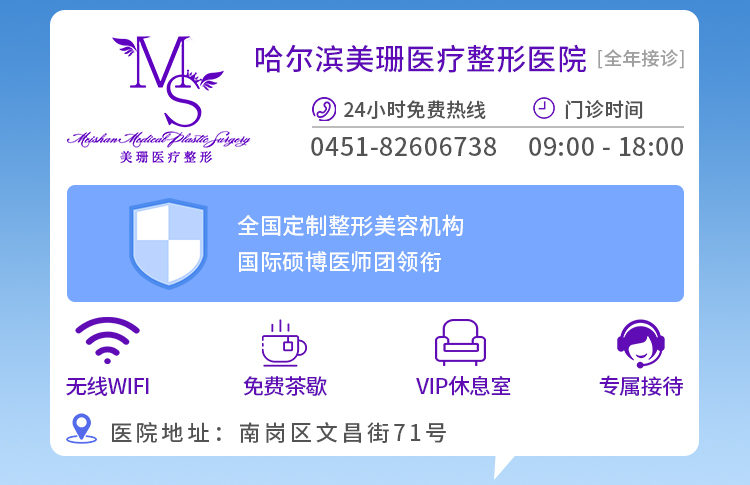 MS
Meishan Medical Plastic Surgery
美珊医疗整形
哈尔滨美珊医疗整形医院 [全年接诊]
24小时免费热线 门诊时间
0451-82606738 09:00 - 18:00
全国定制整形美容机构
国际硕博医师团领衔
无线WIFI 免费茶歇 VIP休息室 专属接待
医院地址：南岗区文昌街71号